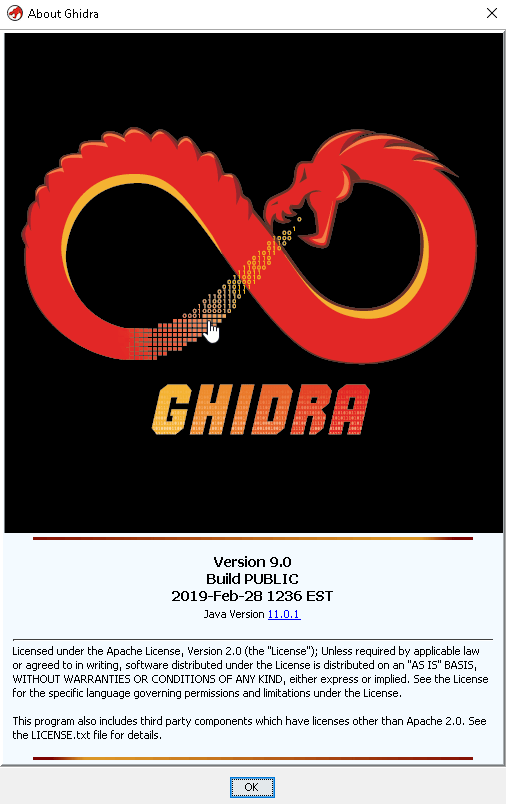 About Ghidra
GHIDRA
Version 9.0
Build PUBLIC
2019-Feb-28 1236 EST
Java Version 11.0.1
Licensed under the Apache License, Version 2.0 (the "License"); Unless required by applicable law
or agreed to in writing, software distributed under the License is distributed on an "AS IS" BASIS,
WITHOUT WARRANTIES OR CONDITIONS OF ANY KIND, either express or implied. See the License
for the specific language governing permissions and limitations under the License.
This program also includes third party components which have licenses other than Apache 2.0. See
the LICENSE.txt file for details.
OK